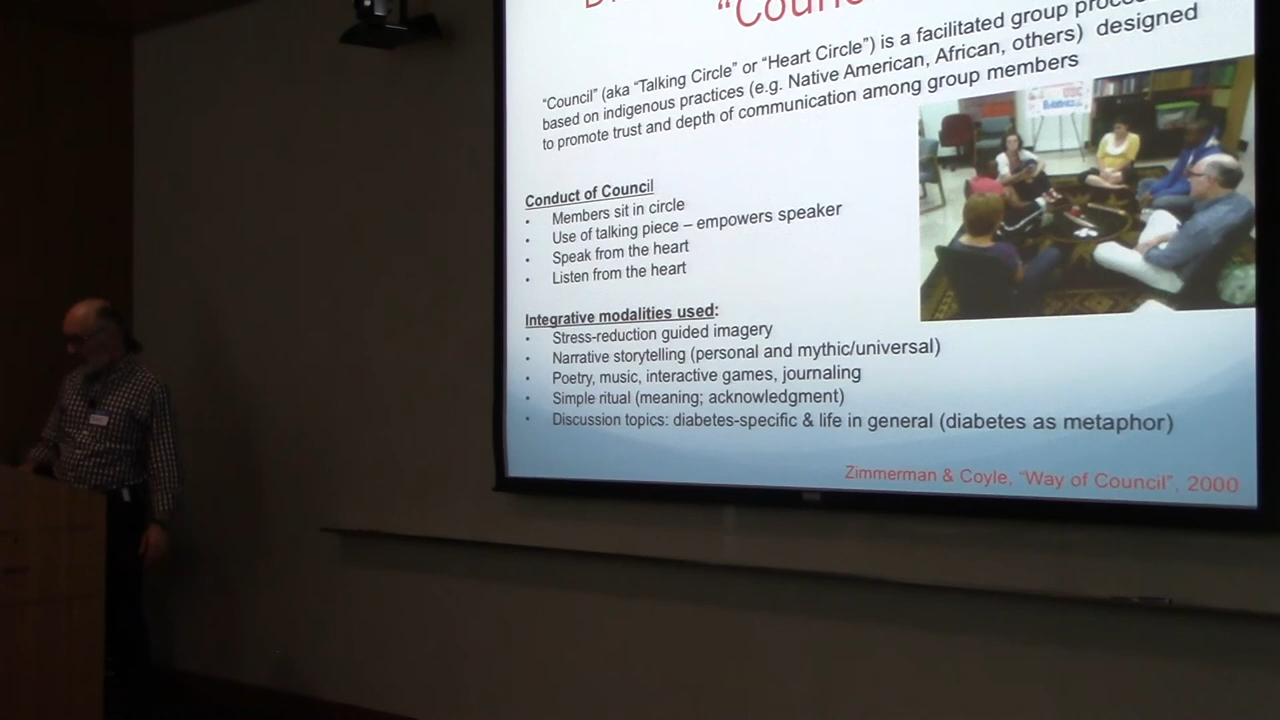 "Counc
"Council" (aka "Talking Circle" or "Heart Circle") is a facilitated group
based on indigenous practices (e.g. Native American, African, others) designed
to promote trust and depth of communication among group members
Conduct of Council
• Members sit in circle
• Use of talking piece – empowers speaker
• Speak from the heart
• Listen from the heart
Integrative modalities used:
• Stress-reduction guided imagery
• Narrative storytelling (personal and mythic/universal)
• Poetry, music, interactive games, journaling
• Simple ritual (meaning; acknowledgment)
• Discussion topics: diabetes-specific & life in general (diabetes as metaphor)
Zimmerman & Coyle, "Way of Council", 2000